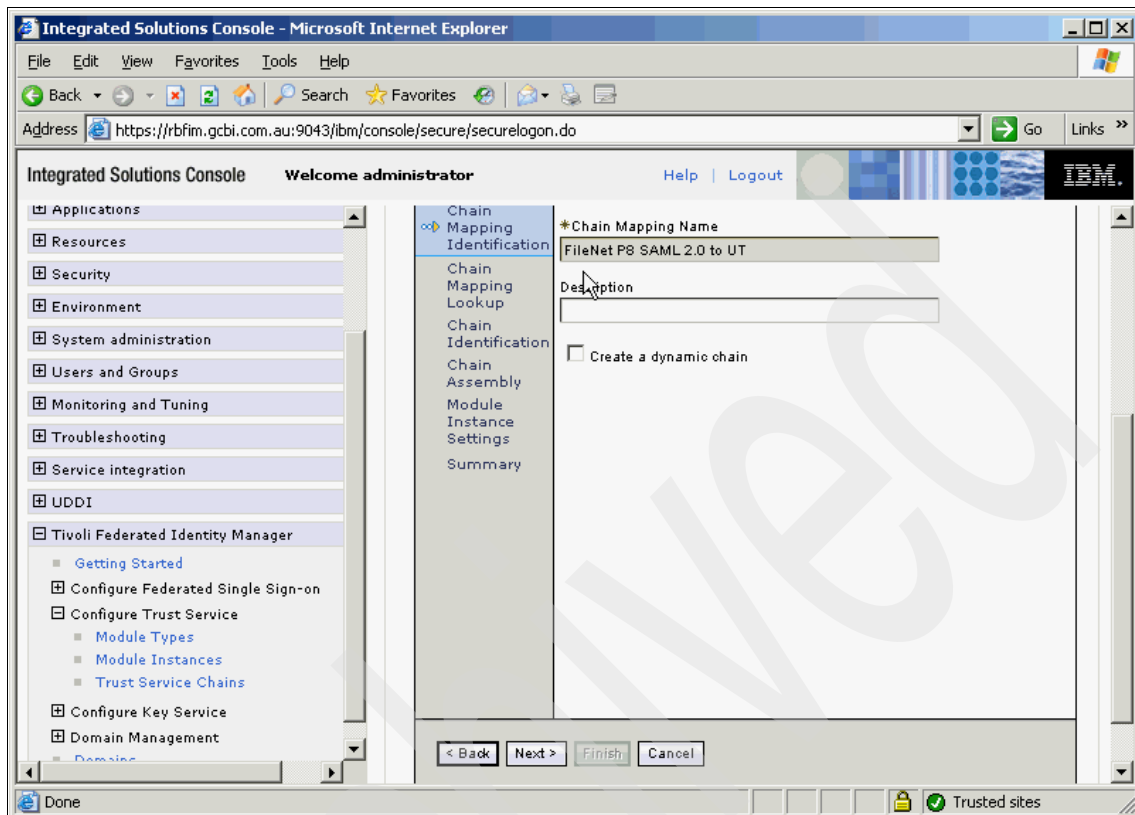 Integrated Solutions Console - Microsoft Internet Explorer
File Edit View Favorites Tools Help
Back Search Favorites
Address https://rbfim.gcbi.com.au:9043/ibm/console/secure/securelogon.do Go Links »
Integrated Solutions Console Welcome administrator Help | Logout IBM.
Applications
Resources
Security
Environment
System administration
Users and Groups
Monitoring and Tuning
Troubleshooting
Service integration
UDDI
Tivoli Federated Identity Manager
Getting Started
Configure Federated Single Sign-on
Configure Trust Service
Module Types
Module Instances
Trust Service Chains
Configure Key Service
Domain Management
Domains
Chain
Mapping
Identification
Chain
Mapping
Lookup
Chain
Identification
Chain
Assembly
Module
Instance
Settings
Summary
*Chain Mapping Name
FileNet P8 SAML 2.0 to UT
Description
Create a dynamic chain
< Back Next > Finish Cancel
Done Trusted sites